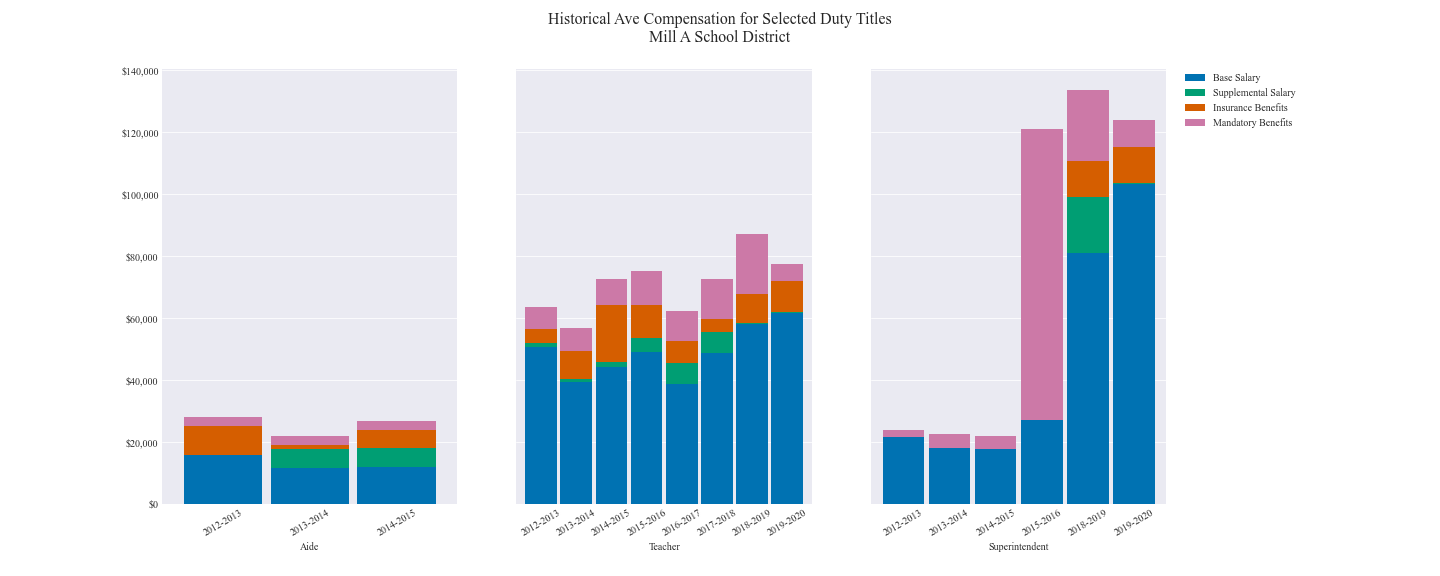 Historical Ave Compensation for Selected Duty Titles
Mill A School District
$140,000
$120,000
$100,000
$80,000
$60,000
$40,000
$20,000
$0
2012-2013
2013-2014
2014-2015
Aide
2012-2013
2013-2014
2014-2015
2015-2016
2016-2017
2017-2018
2018-2019
2019-2020
Teacher
2012-2013
2013-2014
2014-2015
2015-2016
2018-2019
2019-2020
Superintendent
Base Salary
Supplemental Salary
Insurance Benefits
Mandatory Benefits